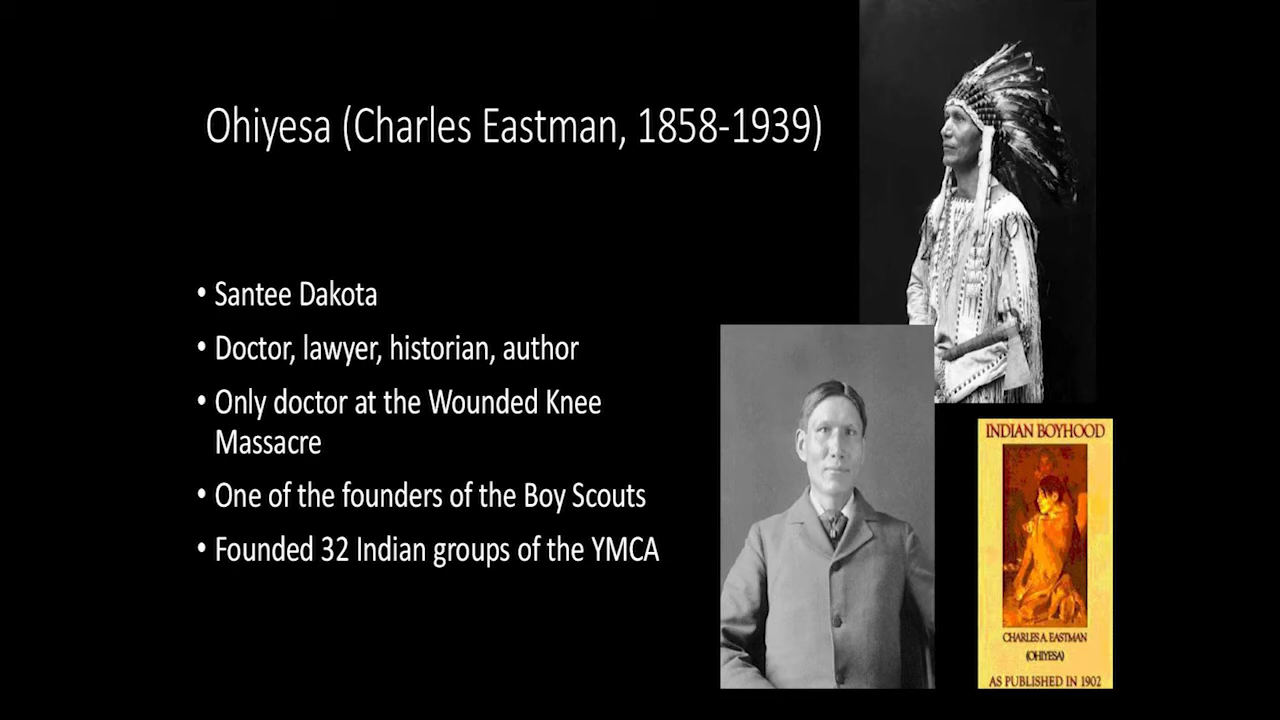 Ohiyesa (Charles Eastman, 1858-1939)
• Santee Dakota
• Doctor, lawyer, historian, author
• Only doctor at the Wounded Knee
Massacre
• One of the founders of the Boy Scouts
• Founded 32 Indian groups of the YMCA
INDIAN BOYHOOD
CHARLES A. EASTMAN
(OHIYESA)
AS PUBLISHED IN 1902